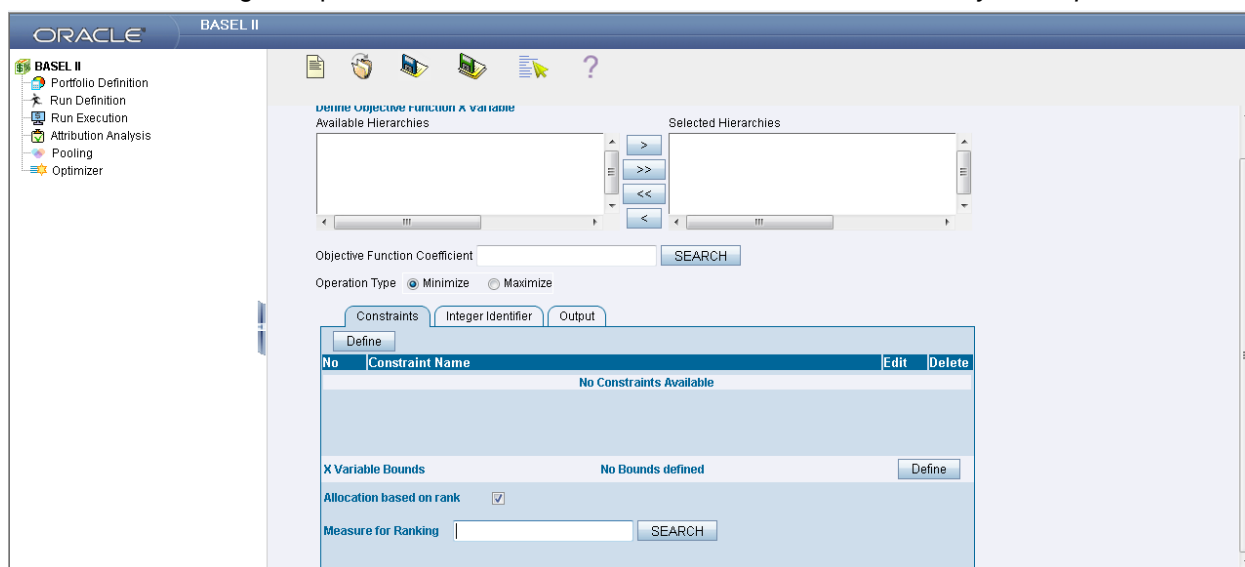 ORACLE® BASEL II
BASEL II
Portfolio Definition
Run Definition
Run Execution
Attribution Analysis
Pooling
Optimizer
Define Objective Function X Variable
Available Hierarchies Selected Hierarchies
>
>>
<<
<
Objective Function Coefficient SEARCH
Operation Type Minimize Maximize
Constraints Integer Identifier Output
Define
No Constraint Name Edit Delete
No Constraints Available
X Variable Bounds No Bounds defined Define
Allocation based on rank
Measure for Ranking SEARCH